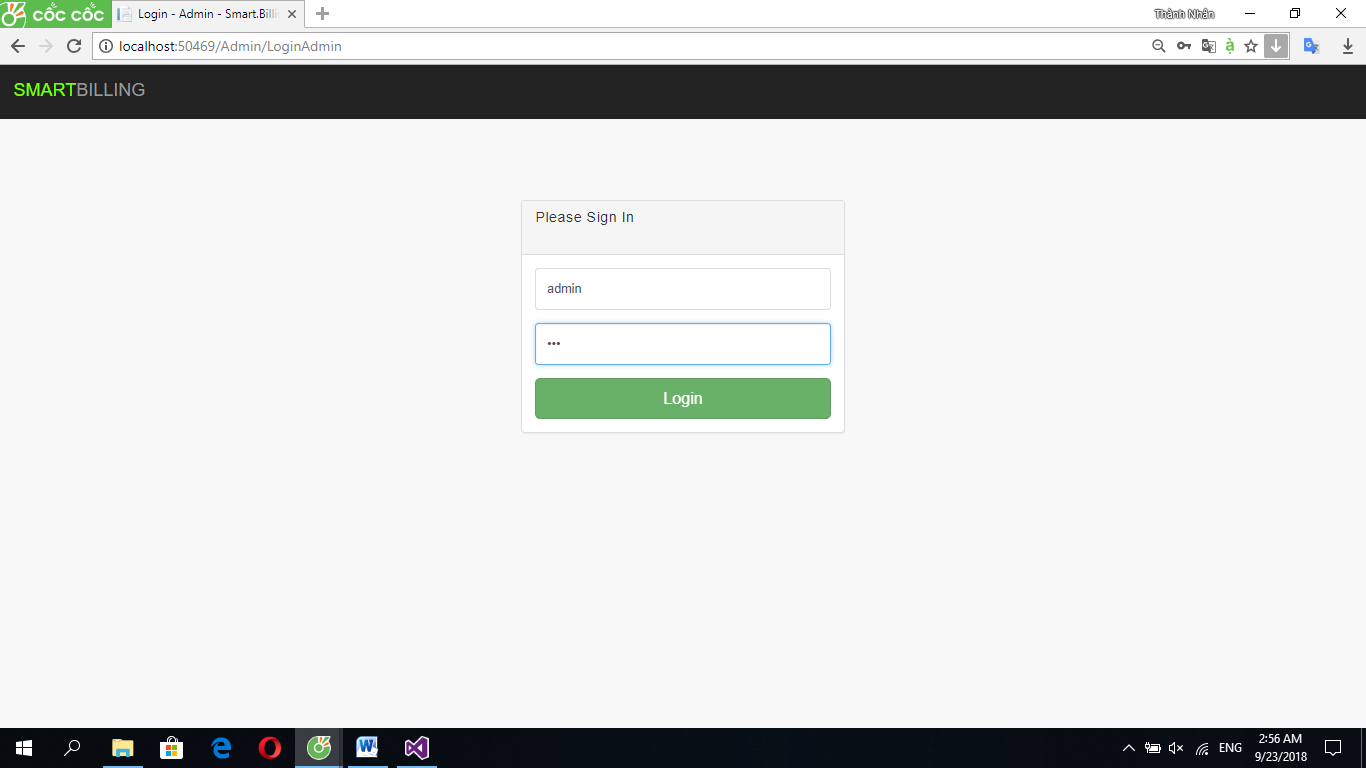 cốc cốc
Login - Admin - Smart.Billi
Thành Nhân
localhost:50469/Admin/LoginAdmin
SMARTBILLING
Please Sign In
admin
•••
Login
ENG
2:56 AM
9/23/2018